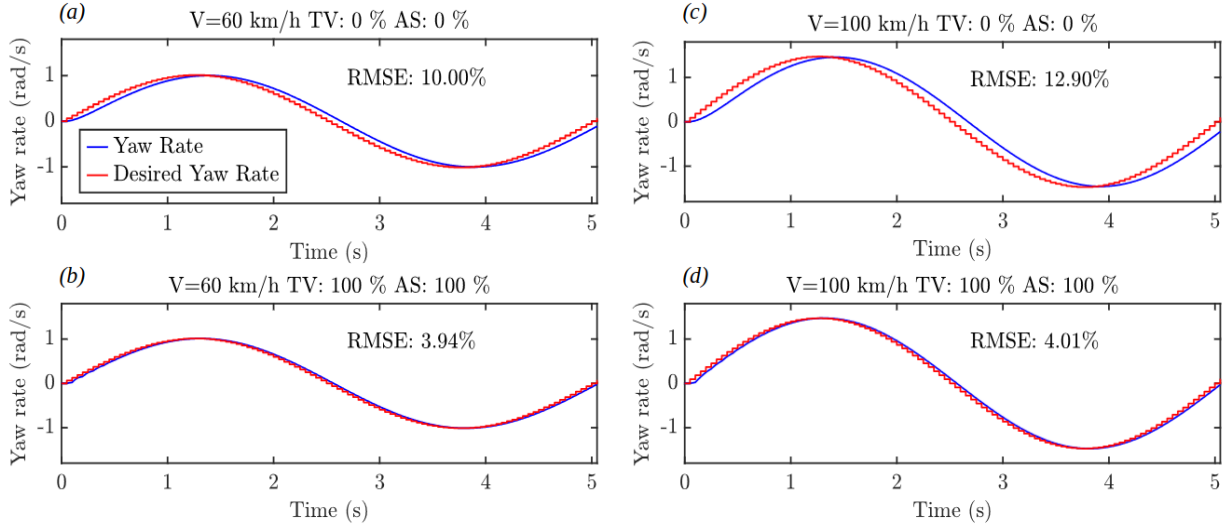 (a)
V=60 km/h TV: 0 % AS: 0 %
Yaw rate (rad/s)
1
0
-1
RMSE: 10.00%
Yaw Rate
Desired Yaw Rate
0 1 2 3 4 5
Time (s)
(c)
V=100 km/h TV: 0 % AS: 0 %
Yaw rate (rad/s)
1
0
-1
RMSE: 12.90%
0 1 2 3 4 5
Time (s)
(b)
V=60 km/h TV: 100 % AS: 100 %
Yaw rate (rad/s)
1
0
-1
RMSE: 3.94%
0 1 2 3 4 5
Time (s)
(d)
V=100 km/h TV: 100 % AS: 100 %
Yaw rate (rad/s)
1
0
-1
RMSE: 4.01%
0 1 2 3 4 5
Time (s)